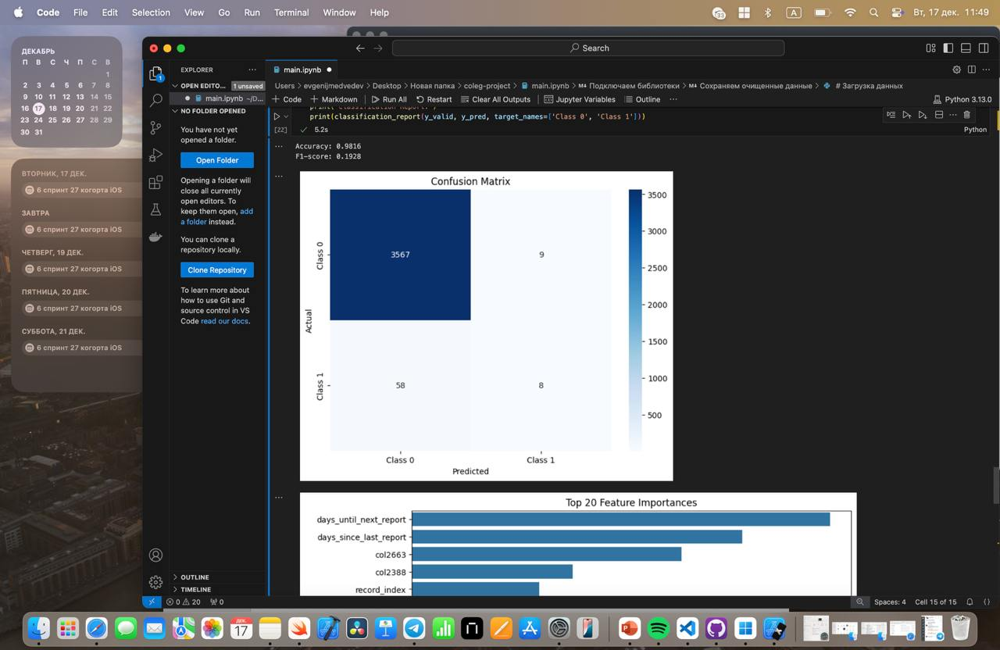 Code File Edit Selection View Go Run Terminal Window Help
33 A Вт, 17 дек. 11:49
ДЕКАБРЬ
П В С Ч П С В
1
2 3 4 5 6 7 8
9 10 11 12 13 14 15
16 17 18 19 20 21 22
23 24 25 26 27 28 29
30 31
ВТОРНИК, 17 ДЕК.
6 спринт 27 когорта iOS
ЗАВТРА
6 спринт 27 когорта iOS
ЧЕТВЕРГ, 19 ДЕК.
6 спринт 27 когорта iOS
ПЯТНИЦА, 20 ДЕК.
6 спринт 27 когорта iOS
СУББОТА, 21 ДЕК.
6 спринт 27 когорта iOS
Search
EXPLORER ...
1
OPEN EDITO... 1 unsaved
main.ipynb ~/D...
NO FOLDER OPENED
You have not yet
opened a folder.
Open Folder
Opening a folder will
close all currently
open editors. To
keep them open, add
a folder instead.
You can clone a
repository locally.
Clone Repository
To learn more about
how to use Git and
source control in VS
Code read our docs.
OUTLINE
TIMELINE
main.ipynb
Users > evgenijmedvedev > Desktop > Новая папка > coleg-project > main.ipynb > M↓ Подключаем библиотеки > M↓ Сохраняем очищенные данные > # Загрузка данных
+ Code + Markdown Run All Restart Clear All Outputs Jupyter Variables Outline ... Python 3.13.0
print("Classification Report:")
print(classification_report(y_valid, y_pred, target_names=['Class 0', 'Class 1']))
[22] 5.2s Python
Accuracy: 0.9816
F1-score: 0.1928
Confusion Matrix
Class 0 3567 9
Actual
Class 1 58 8
Class 0 Class 1
Predicted
3500
3000
2500
2000
1500
1000
500
Top 20 Feature Importances
days_until_next_report
days_since_last_report
col2663
col2388
record_index
0 20 0 Spaces: 4 Cell 15 of 15
ДЕК.
17